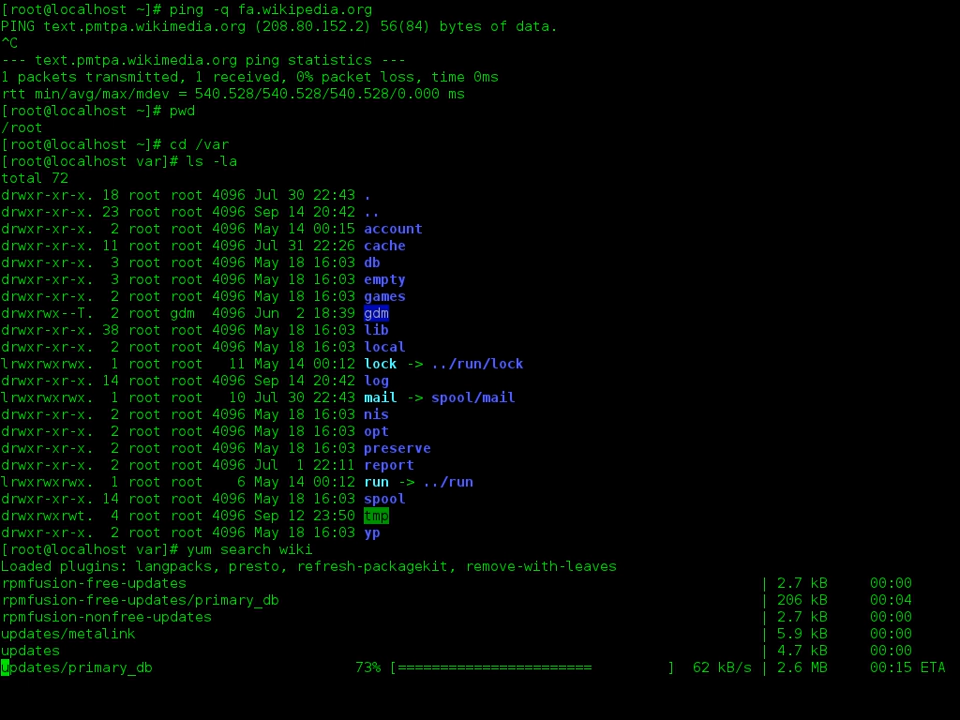 [root@localhost ~]# ping -q fa.wikipedia.org
PING text.pmtpa.wikimedia.org (208.80.152.2) 56(84) bytes of data.
^C
--- text.pmtpa.wikimedia.org ping statistics ---
1 packets transmitted, 1 received, 0% packet loss, time 0ms
rtt min/avg/max/mdev = 540.528/540.528/540.528/0.000 ms
[root@localhost ~]# pwd
/root
[root@localhost ~]# cd /var
[root@localhost var]# ls -la
total 72
drwxr-xr-x. 18 root root 4096 Jul 30 22:43 .
drwxr-xr-x. 23 root root 4096 Sep 14 20:42 ..
drwxr-xr-x.  2 root root 4096 May 14 00:15 account
drwxr-xr-x. 11 root root 4096 Jul 31 22:26 cache
drwxr-xr-x.  3 root root 4096 May 18 16:03 db
drwxr-xr-x.  3 root root 4096 May 18 16:03 empty
drwxr-xr-x.  2 root root 4096 May 18 16:03 games
drwxrwx--T.  2 root gdm  4096 Jun  2 18:39 gdm
drwxr-xr-x. 38 root root 4096 May 18 16:03 lib
drwxr-xr-x.  2 root root 4096 May 18 16:03 local
lrwxrwxrwx.  1 root root   11 May 14 00:12 lock -> ../run/lock
drwxr-xr-x. 14 root root 4096 Sep 14 20:42 log
lrwxrwxrwx.  1 root root   10 Jul 30 22:43 mail -> spool/mail
drwxr-xr-x.  2 root root 4096 May 18 16:03 nis
drwxr-xr-x.  2 root root 4096 May 18 16:03 opt
drwxr-xr-x.  2 root root 4096 May 18 16:03 preserve
drwxr-xr-x.  2 root root 4096 Jul  1 22:11 report
lrwxrwxrwx.  1 root root    6 May 14 00:12 run -> ../run
drwxr-xr-x. 14 root root 4096 May 18 16:03 spool
drwxrwxrwt.  4 root root 4096 Sep 12 23:50 tmp
drwxr-xr-x.  2 root root 4096 May 18 16:03 yp
[root@localhost var]# yum search wiki
Loaded plugins: langpacks, presto, refresh-packagekit, remove-with-leaves
rpmfusion-free-updates | 2.7 kB 00:00
rpmfusion-free-updates/primary_db | 206 kB 00:04
rpmfusion-nonfree-updates | 2.7 kB 00:00
updates/metalink | 5.9 kB 00:00
updates | 4.7 kB 00:00
updates/primary_db 73% [======================= ] 62 kB/s | 2.6 MB 00:15 ETA